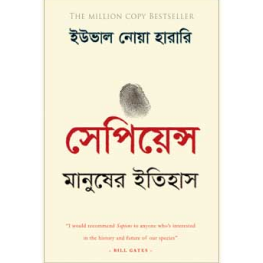 THE MILLION COPY BESTSELLER
ইউভাল নোয়া হারারি
সেপিয়েন্স
মানুষের ইতিহাস
"I would recommend Sapiens to anyone who's interested
in the history and future of our species"
- BILL GATES -